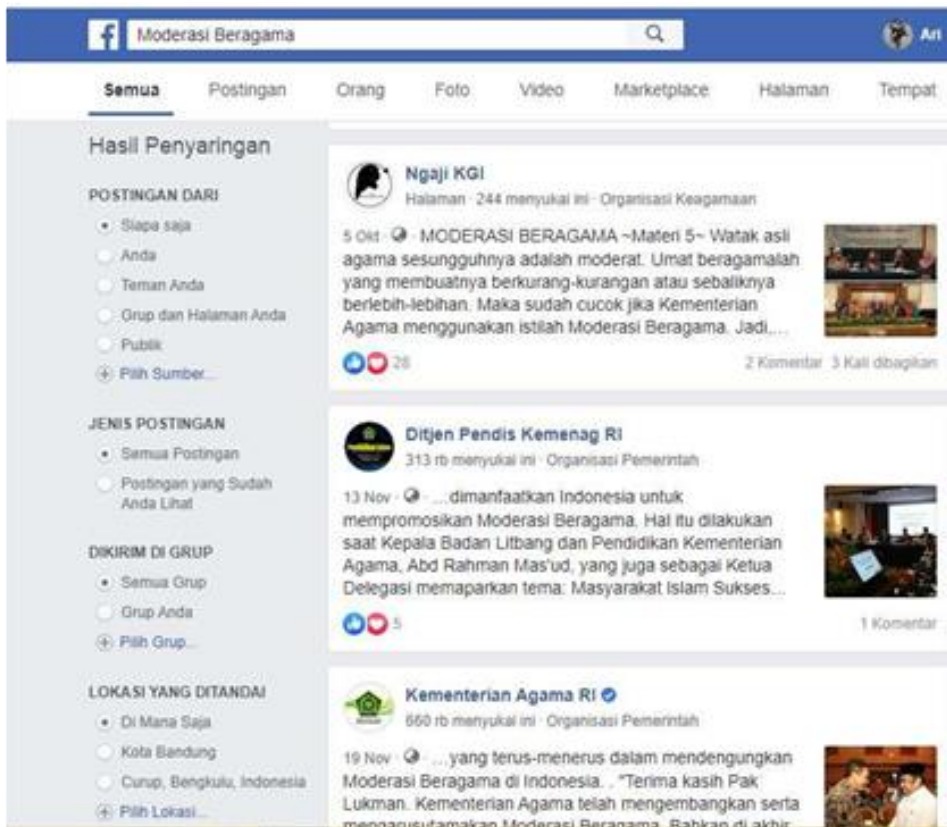 Moderasi Beragama
Ari
Semua Postingan Orang Foto Video Marketplace Halaman Tempat
Hasil Penyaringan
POSTINGAN DARI
Siapa saja
Anda
Teman Anda
Grup dan Halaman Anda
Publik
Pilih Sumber...
JENIS POSTINGAN
Semua Postingan
Postingan yang Sudah
Anda Lihat
DIKIRIM DI GRUP
Semua Grup
Grup Anda
Pilih Grup...
LOKASI YANG DITANDAI
Di Mana Saja
Kota Bandung
Curup, Bengkulu, Indonesia
Pilih Lokasi...
Ngaji KGI
Halaman · 244 menyukai ini · Organisasi Keagamaan
5 Okt · MODERASI BERAGAMA ~Materi 5~ Watak asli
agama sesungguhnya adalah moderat. Umat beragamalah
yang membuatnya berkurang-kurangan atau sebaliknya
berlebih-lebihan. Maka sudah cucok jika Kementerian
Agama menggunakan istilah Moderasi Beragama. Jadi,...
28
2 Komentar 3 Kali dibagikan
Ditjen Pendis Kemenag RI
313 rb menyukai ini · Organisasi Pemerintah
13 Nov · ...dimanfaatkan Indonesia untuk
mempromosikan Moderasi Beragama. Hal itu dilakukan
saat Kepala Badan Litbang dan Pendidikan Kementerian
Agama, Abd Rahman Mas'ud, yang juga sebagai Ketua
Delegasi memaparkan tema: Masyarakat Islam Sukses...
5
1 Komentar
Kementerian Agama RI
660 rb menyukai ini · Organisasi Pemerintah
19 Nov · ...yang terus-menerus dalam mendengungkan
Moderasi Beragama di Indonesia. . "Terima kasih Pak
Lukman. Kementerian Agama telah mengembangkan serta
mengarusutamakan Moderasi Beragama. Bahkan di akhir